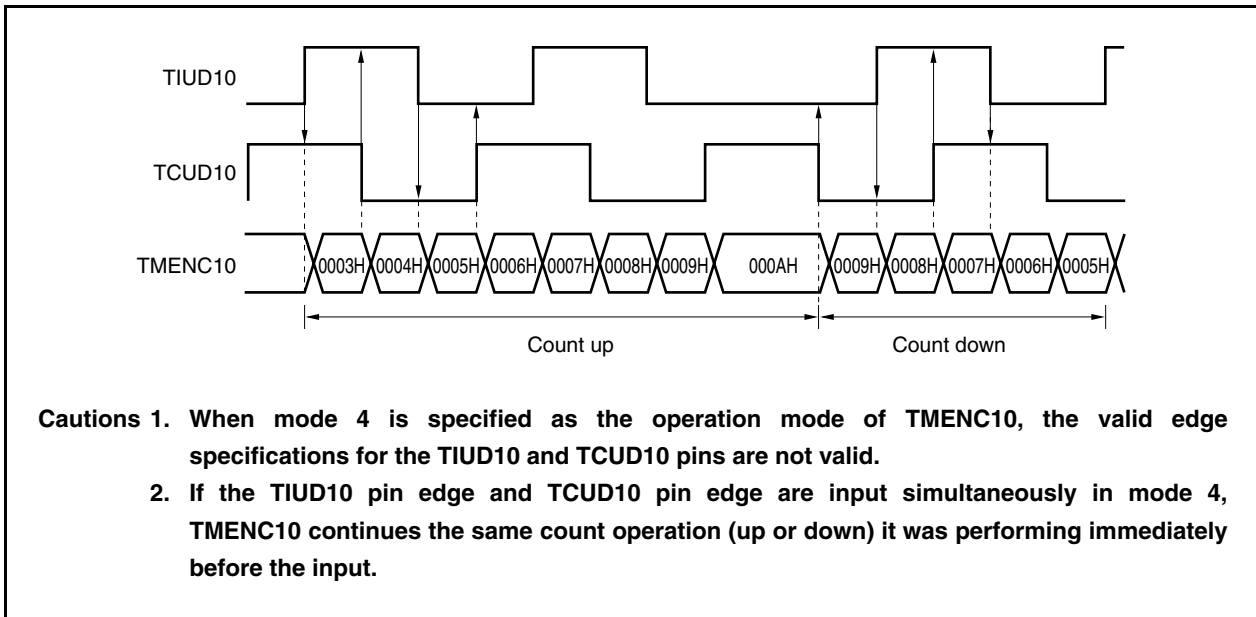 TIUD10
TCUD10
TMENC10
0003H 0004H 0005H 0006H 0007H 0008H 0009H 000AH 0009H 0008H 0007H 0006H 0005H
Count up
Count down
Cautions 1. When mode 4 is specified as the operation mode of TMENC10, the valid edge
specifications for the TIUD10 and TCUD10 pins are not valid.
2. If the TIUD10 pin edge and TCUD10 pin edge are input simultaneously in mode 4,
TMENC10 continues the same count operation (up or down) it was performing immediately
before the input.